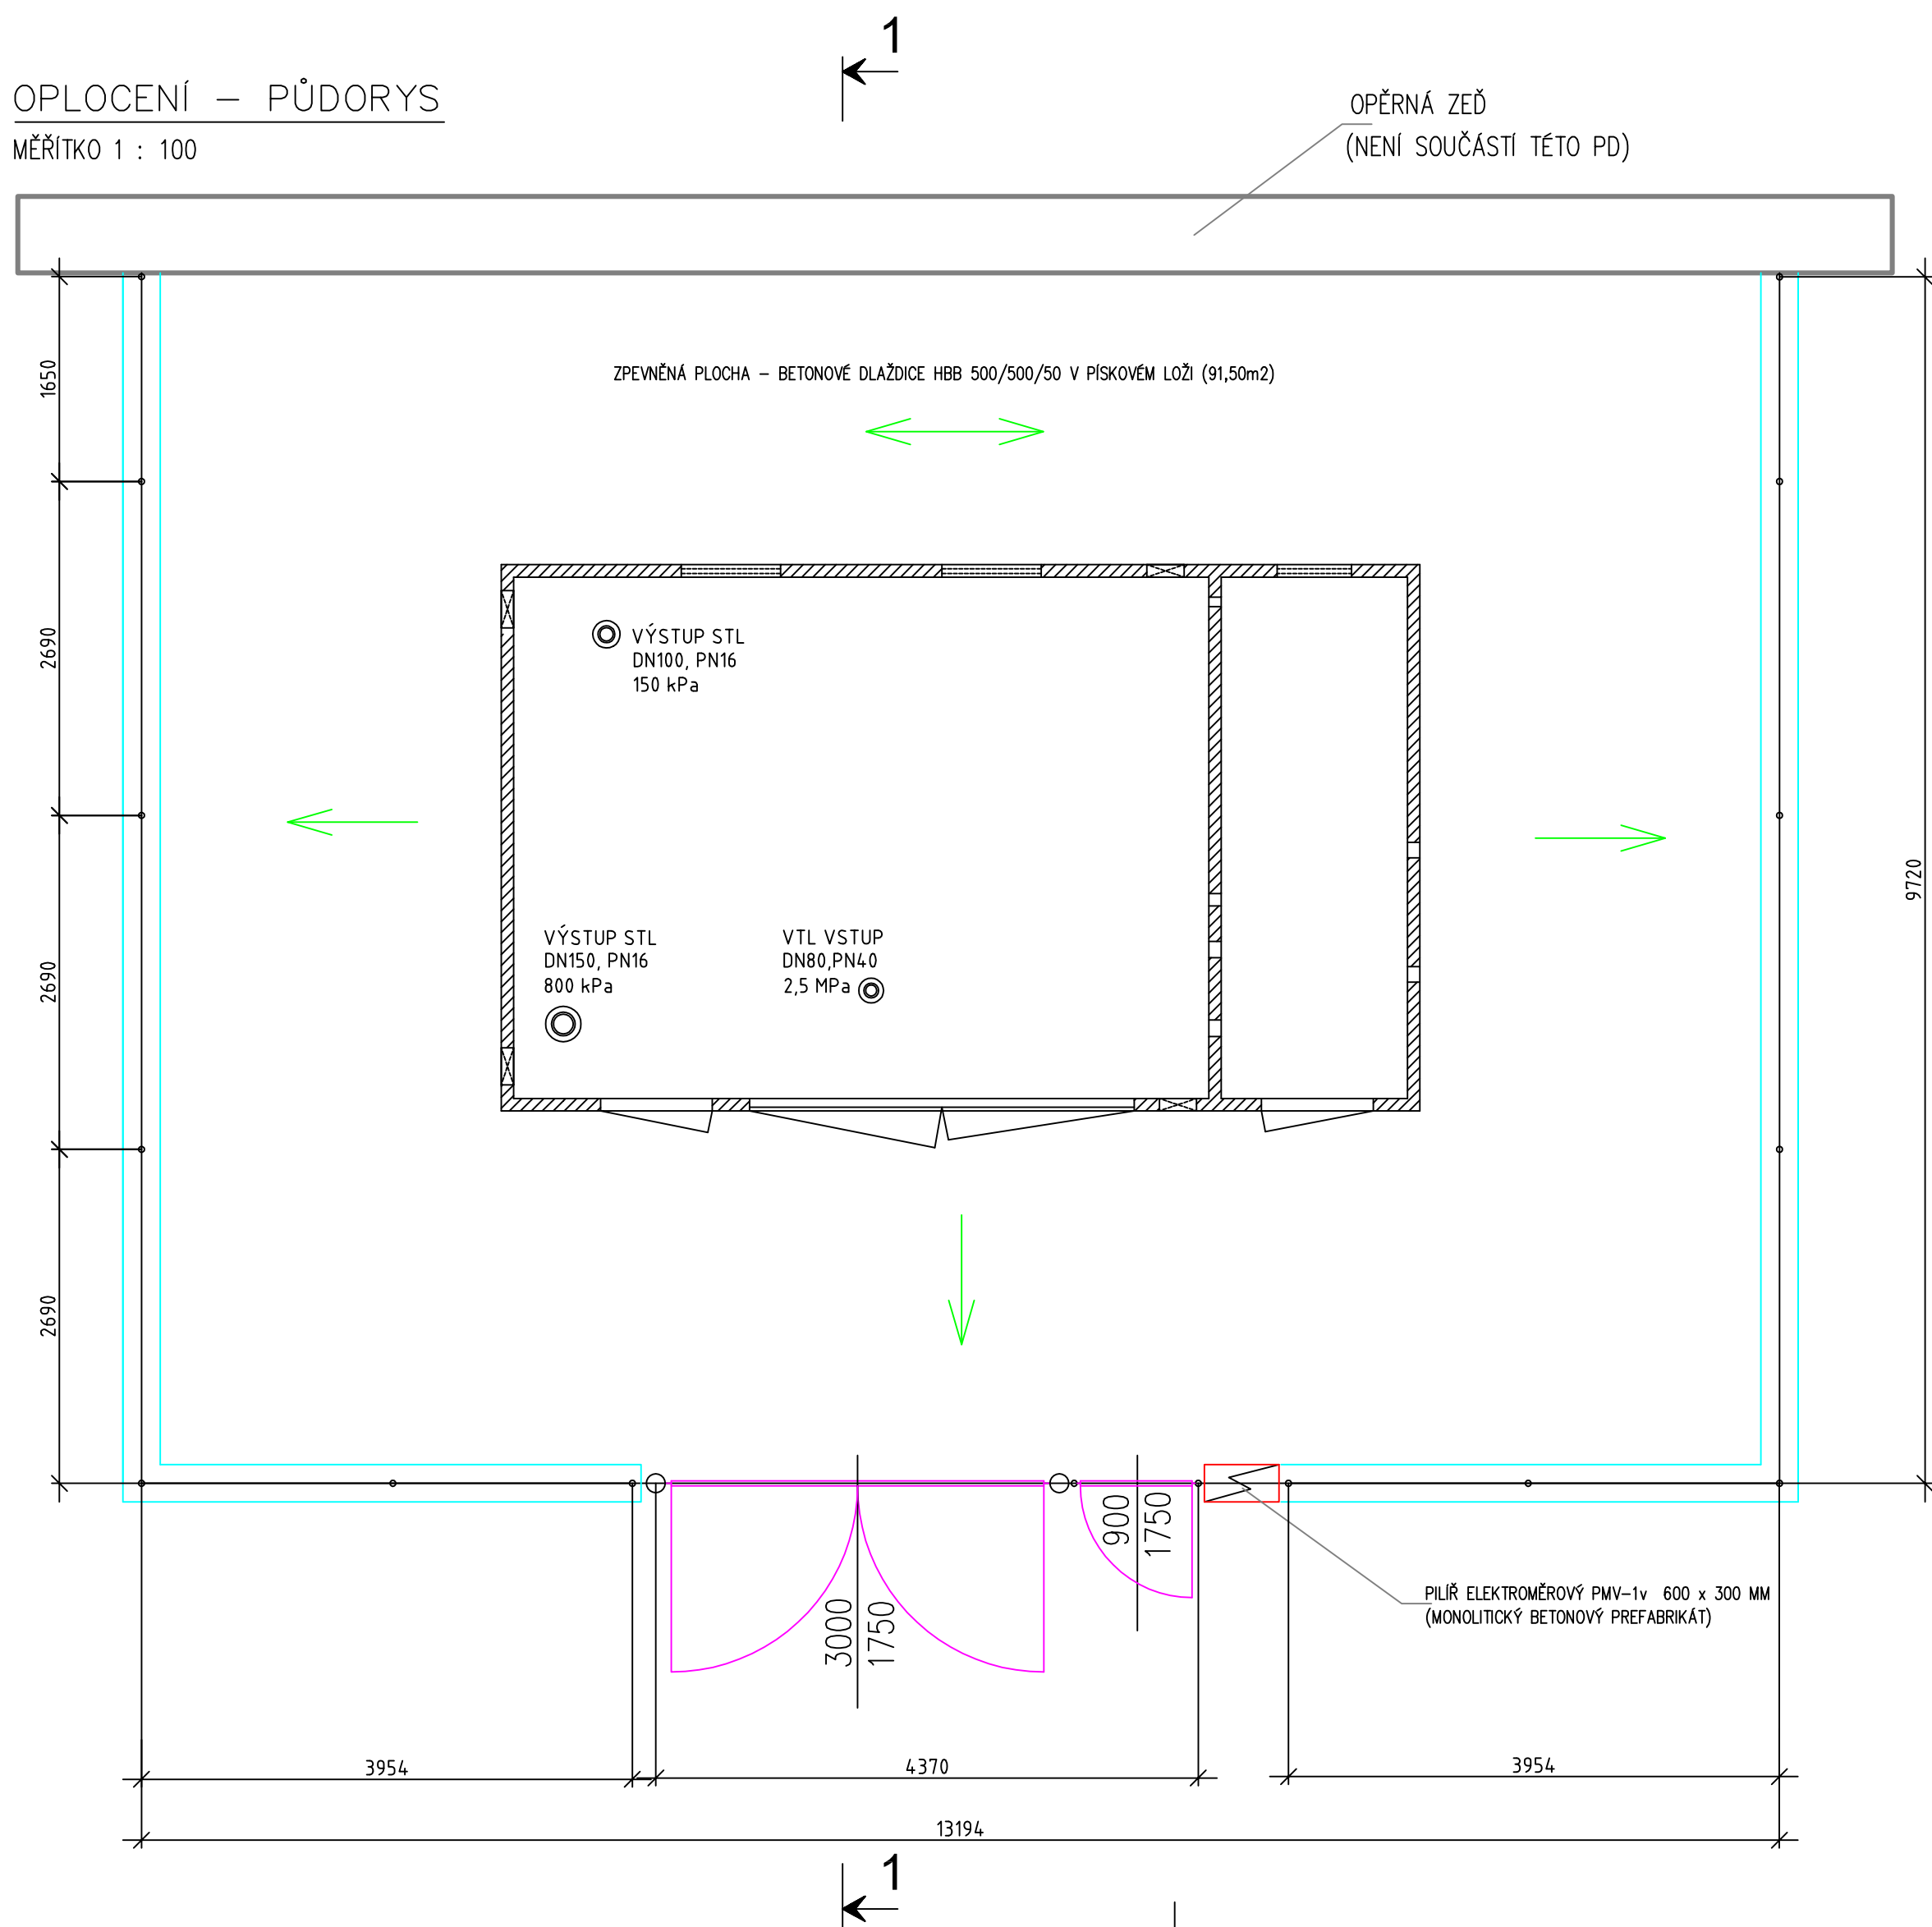 1
OPLOCENÍ – PŮDORYS
MĚŘÍTKO 1 : 100
OPĚRNÁ ZEĎ
(NENÍ SOUČÁSTÍ TÉTO PD)
1650
ZPEVNĚNÁ PLOCHA – BETONOVÉ DLAŽDICE HBB 500/500/50 V PÍSKOVÉM LOŽI (91,50m2)
2690
VÝSTUP STL
DN100, PN16
150 kPa
9720
2690
VÝSTUP STL
DN150, PN16
800 kPa
VTL VSTUP
DN80,PN40
2,5 MPa
2690
900
1750
3000
1750
PILÍŘ ELEKTROMĚROVÝ PMV–1v 600 x 300 MM
(MONOLITICKÝ BETONOVÝ PREFABRIKÁT)
3954
4370
3954
13194
1